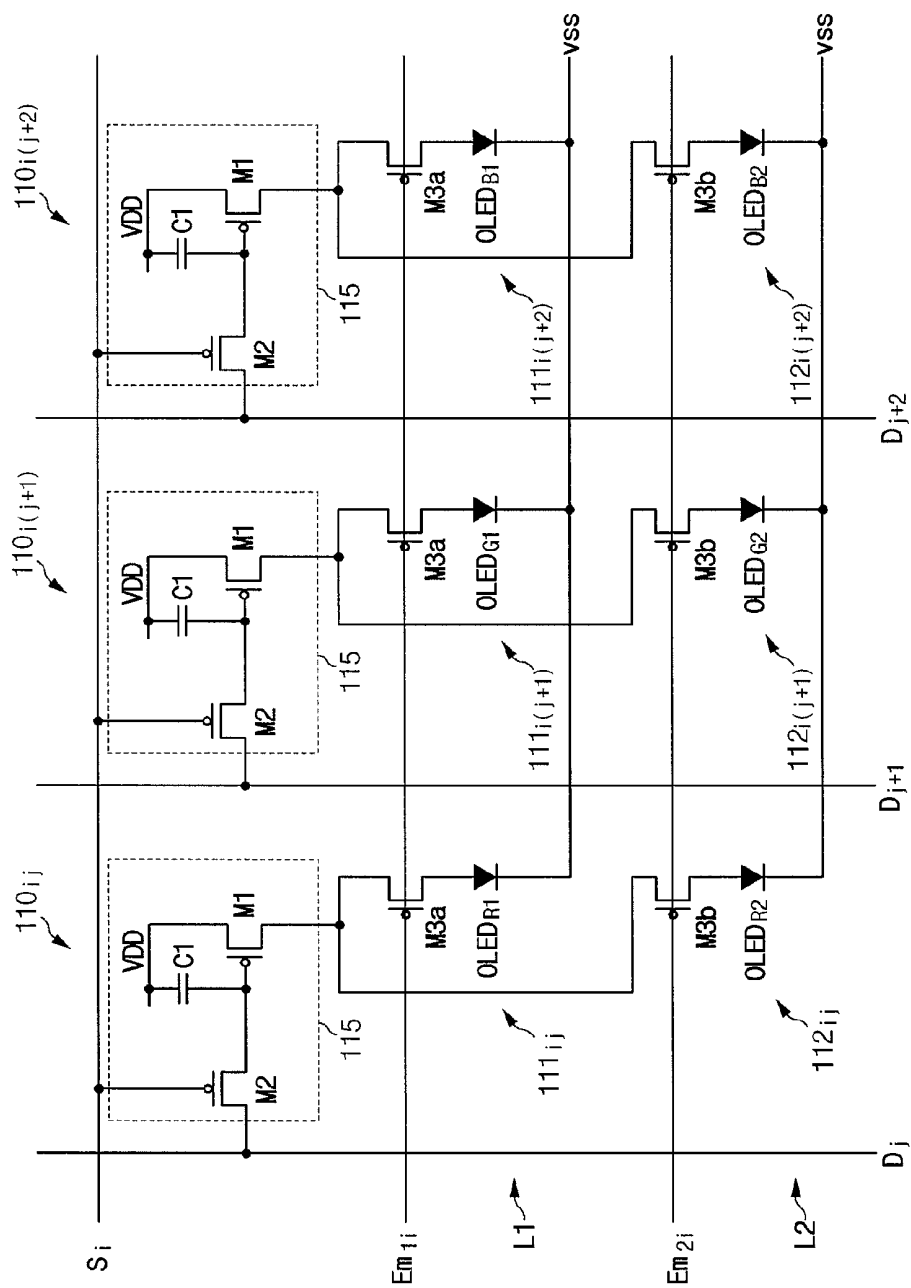 110ij 110i(j+1) 110i(j+2)
Si
VDD VDD VDD
C1 M1 C1 M1 C1 M1
M2 M2 M2
115 115 115
Em1i
M3a M3a M3a
OLEDR1 OLEDG1 OLEDB1
L1
111ij 111i(j+1) 111i(j+2)
VSS
Em2i
M3b M3b M3b
OLEDR2 OLEDG2 OLEDB2
L2
112ij 112i(j+1) 112i(j+2)
VSS
Dj Dj+1 Dj+2